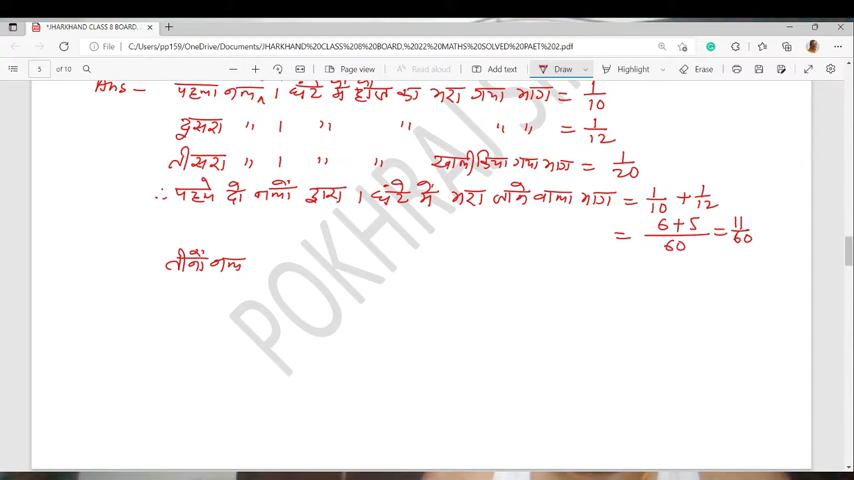 *JHARKHAND CLASS 8 BOARD, × +
File C:/Users/pp159/OneDrive/Documents/JHARKHAND%20CLASS%208%20BOARD,%2022%20MATHS%20SOLVED%20PAET%202.pdf
5 of 10 Page view Read aloud Add text Draw Highlight Erase
Ans - पहला नल 1 घंटे में हौज का भरा गया भाग = 1/10
दुसरा " 1 " " " " = 1/12
तीसरा " 1 " " खाली किया गया भाग = 1/20
∴ पहले दो नलों द्वारा 1 घंटे में भरा जाने वाला भाग = 1/10 + 1/12
= 6+5/60 = 11/60
तीनों नल
POKHRAJ